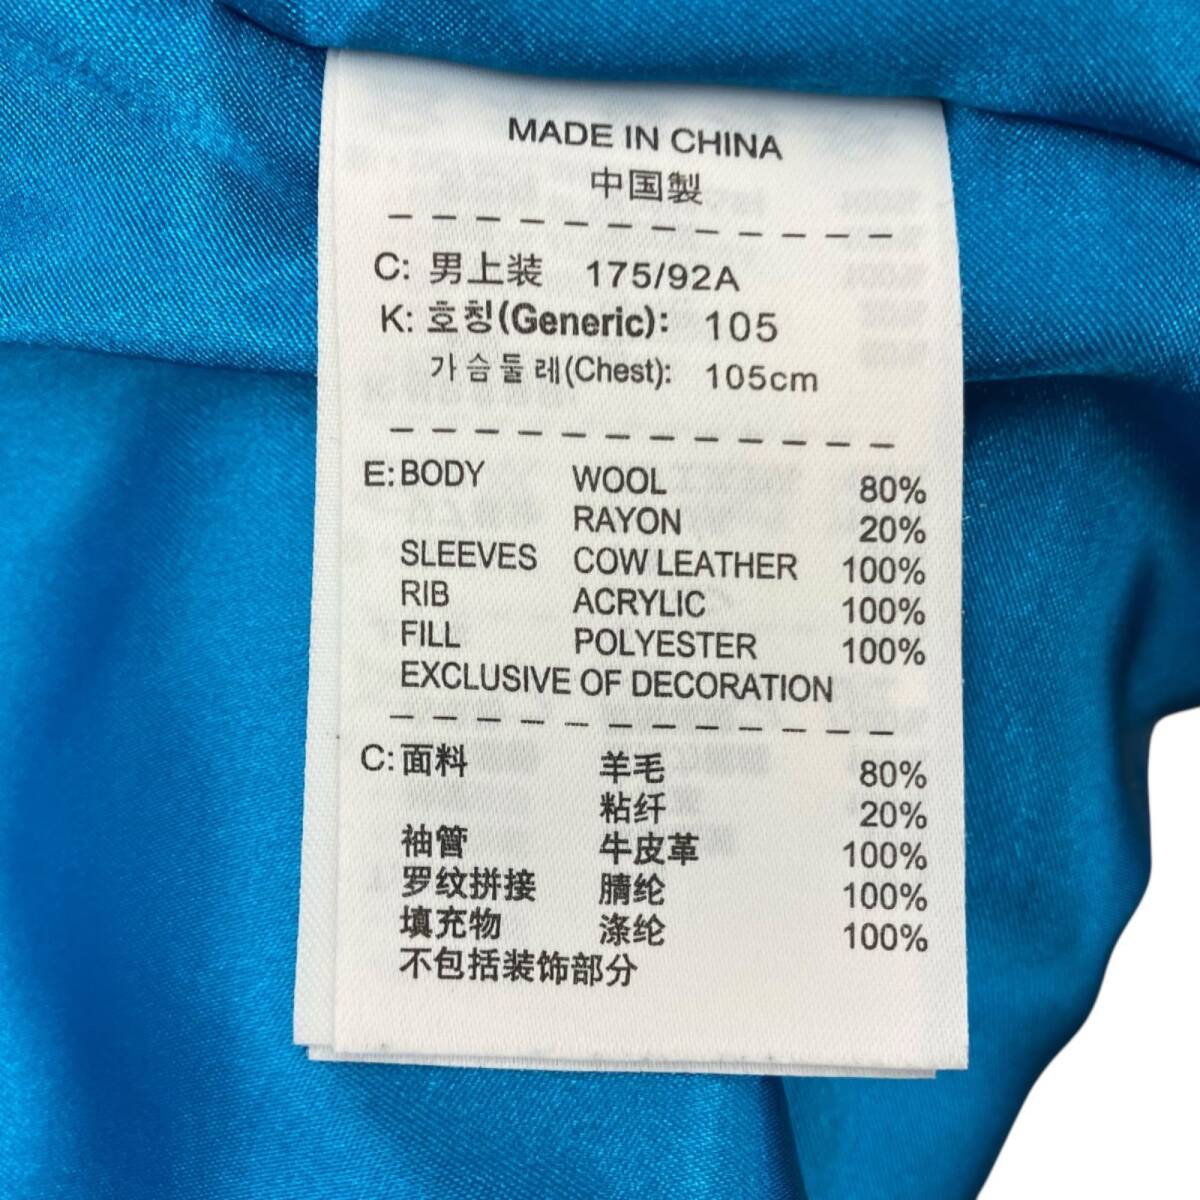 MADE IN CHINA
中国製
C: 男上装 175/92A
K: 호칭(Generic): 105
가슴둘레(Chest): 105cm
E: BODY WOOL 80%
RAYON 20%
SLEEVES COW LEATHER 100%
RIB ACRYLIC 100%
FILL POLYESTER 100%
EXCLUSIVE OF DECORATION
C: 面料 羊毛 80%
粘纤 20%
袖管 牛皮革 100%
罗纹拼接 腈纶 100%
填充物 涤纶 100%
不包括装饰部分